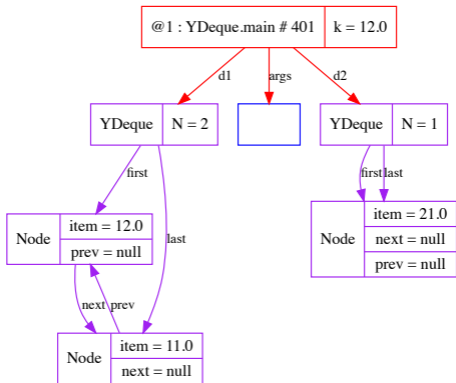 @1 : YDeque.main # 401 k = 12.0
d1 args d2
YDeque N = 2
YDeque N = 1
first
first last
last
Node item = 12.0
prev = null
Node item = 21.0
next = null
prev = null
next prev
Node item = 11.0
next = null